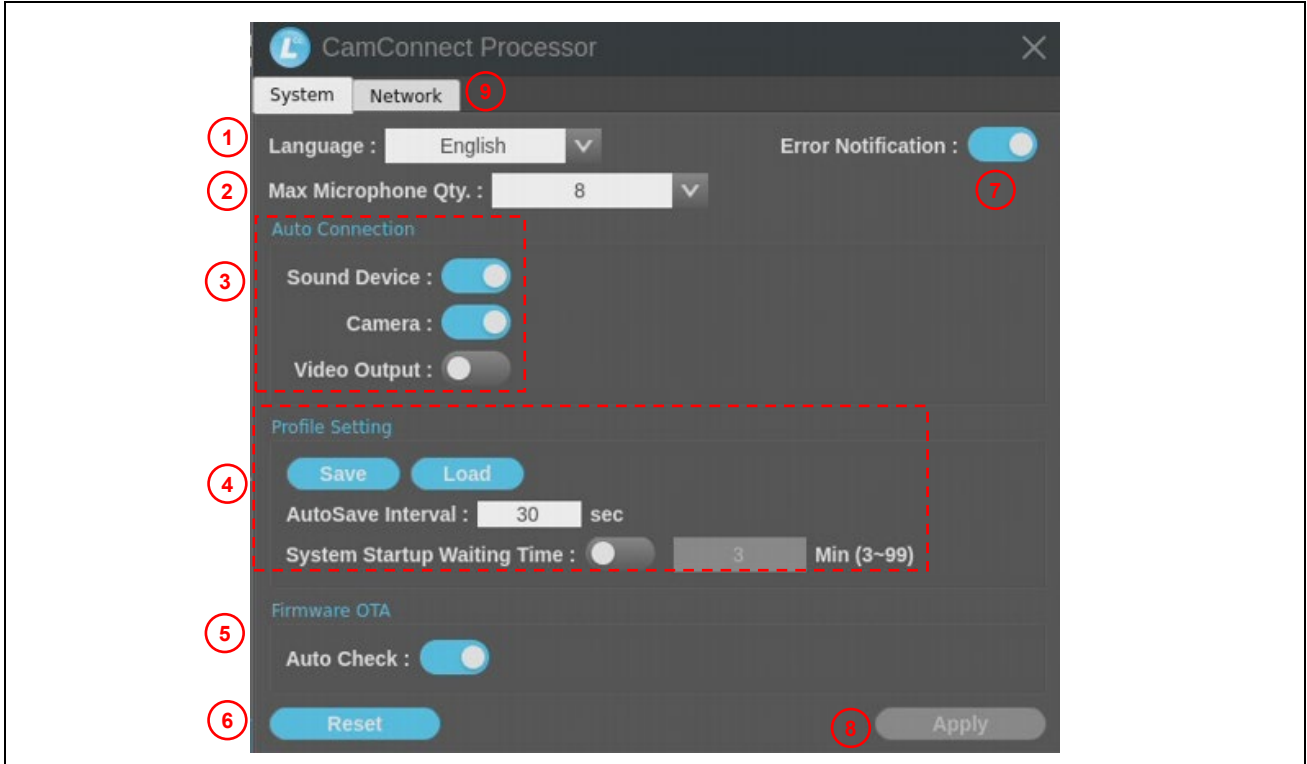 L CC CamConnect Processor
System Network 9
1 Language : English Error Notification :
2 Max Microphone Qty. : 8 7
Auto Connection
3 Sound Device :
Camera :
Video Output :
Profile Setting
4 Save Load
AutoSave Interval : 30 sec
System Startup Waiting Time : 3 Min (3~99)
Firmware OTA
5 Auto Check :
6 Reset 8 Apply